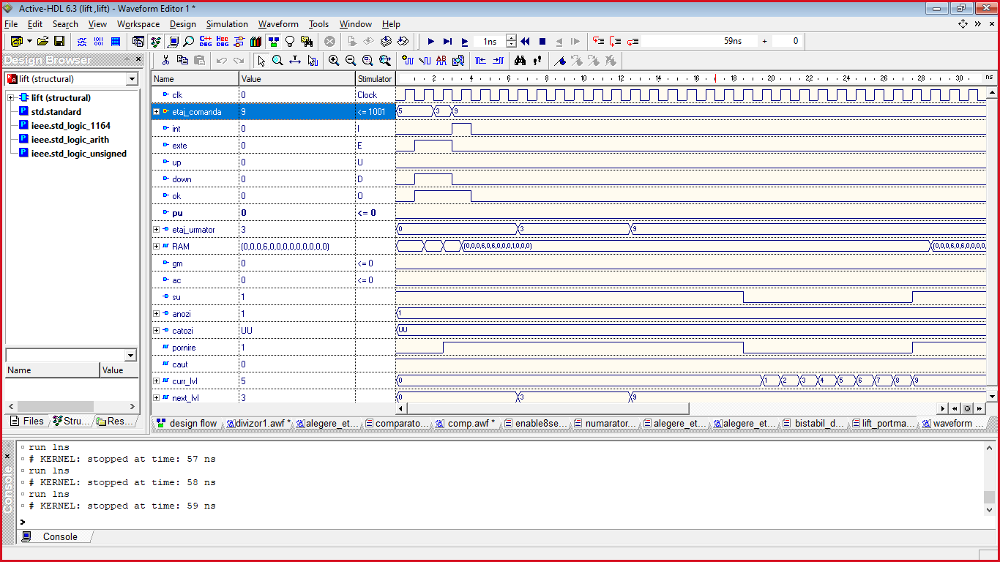 Active-HDL 6.3 (lift ,lift) - Waveform Editor 1 *
File Edit Search View Workspace Design Simulation Waveform Tools Window Help
1ns 59ns + 0
Design Browser
lift (structural)
lift (structural)
std.standard
ieee.std_logic_1164
ieee.std_logic_arith
ieee.std_logic_unsigned
Name Value
Files Stru... Res...
Name Value Stimulator 2 4 6 8 10 12 14 16 18 20 22 24 26 28 30 ns
clk 0 Clock
etaj_comanda 9 <= 1001 5 3 9
int 0 I
exte 0 E
up 0 U
down 0 D
ok 0 O
pu 0 <= 0
etaj_urmator 3 0 3 9
RAM (0,0,0,6,0,0,0,0,0,0,0,0,0) (0,0,0,6,0,6,0,0,0,1,0,0,0)
gm 0 <= 0
ac 0 <= 0
su 1
anozi 1 1
catozi UU UU
pornire 1
caut 0
curr_lvl 5 0 1 2 3 4 5 6 7 8 9
next_lvl 3 0 3 9
design flow divizor1.awf * alegere_et... comparato... comp.awf * enable8se... numarator... alegere_et... alegere_et... bistabil_d... lift_portma... waveform ...
run 1ns
# KERNEL: stopped at time: 57 ns
run 1ns
# KERNEL: stopped at time: 58 ns
run 1ns
# KERNEL: stopped at time: 59 ns
>
Console
Console